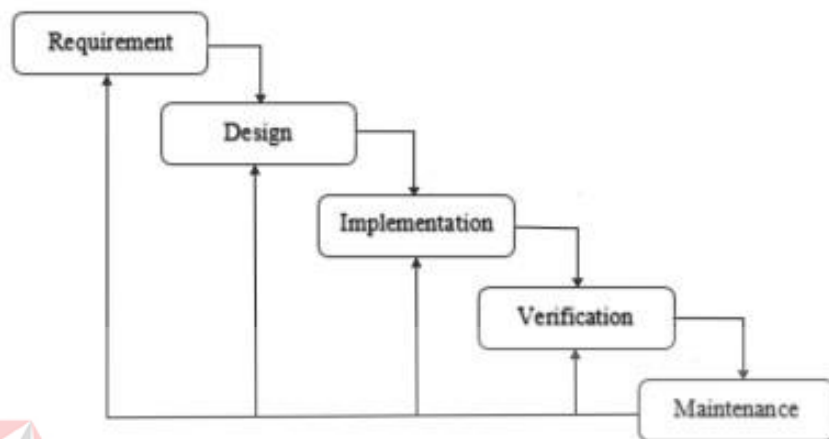 Requirement
Design
Implementation
Verification
Maintenance